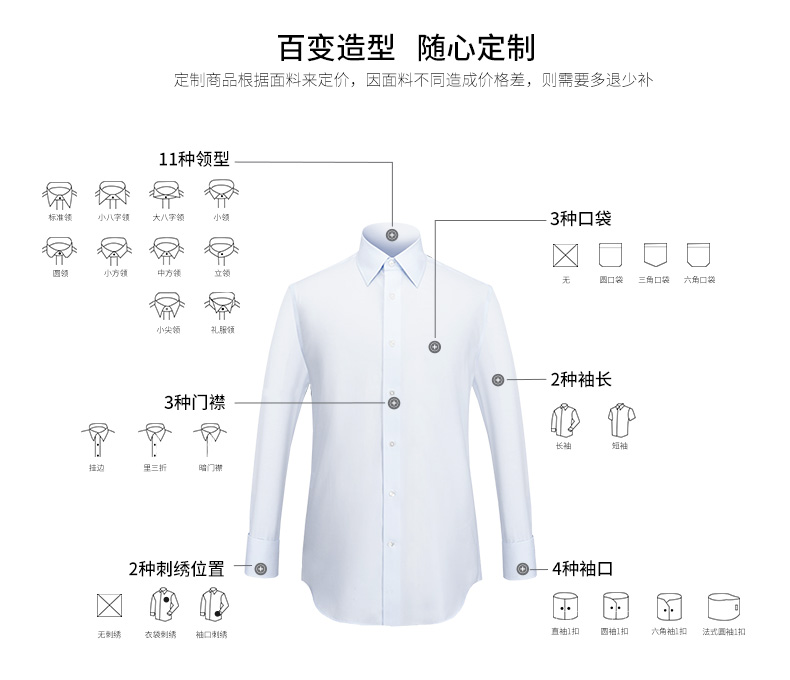 百变造型 随心定制
定制商品根据面料来定价，因面料不同造成价格差，则需要多退少补
11种领型
标准领 小八字领 大八字领 小领
圆领 小方领 中方领 立领
小尖领 礼服领
3种口袋
无 圆口袋 三角口袋 六角口袋
2种袖长
长袖 短袖
3种门襟
挂边 里三折 暗门襟
2种刺绣位置
无刺绣 衣袋刺绣 袖口刺绣
4种袖口
直袖1扣 圆袖1扣 六角袖1扣 法式圆袖1扣